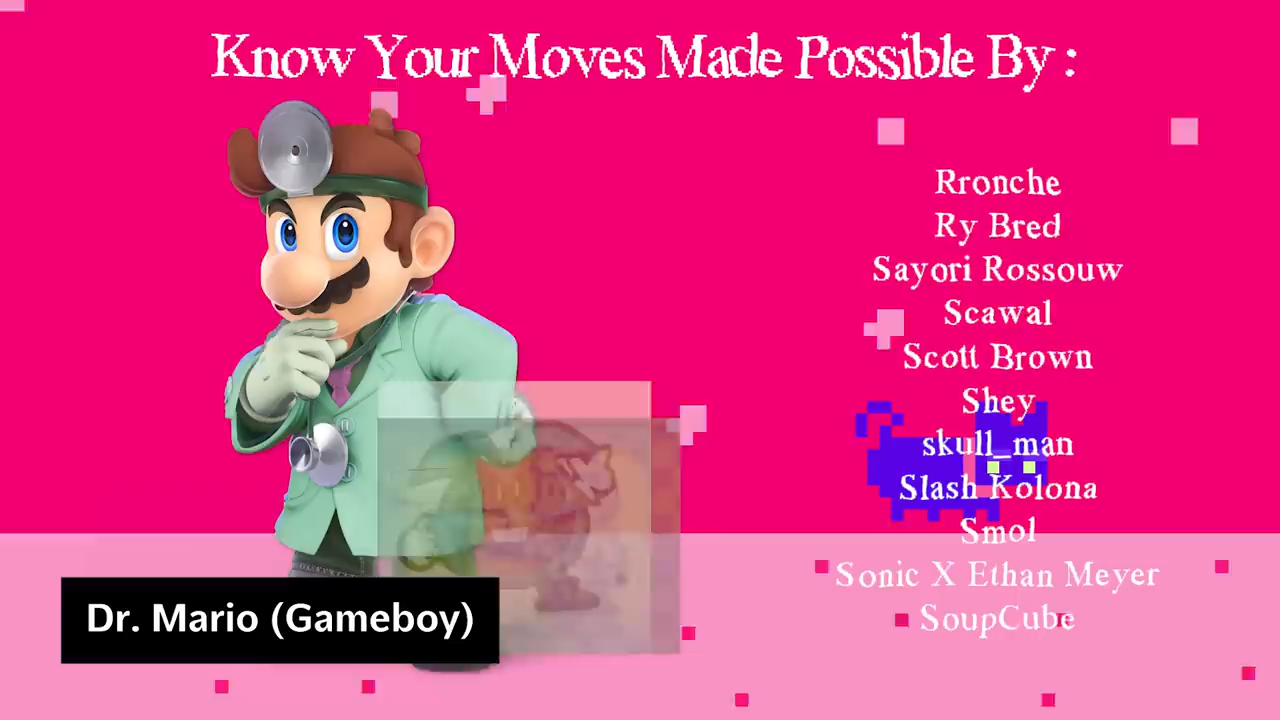 Know Your Moves Made Possible By :
Rronche
Ry Bred
Sayori Rossouw
Scawal
Scott Brown
Shey
skull_man
Slash Kolona
Smol
Sonic X Ethan Meyer
SoupCube
Dr. Mario (Gameboy)